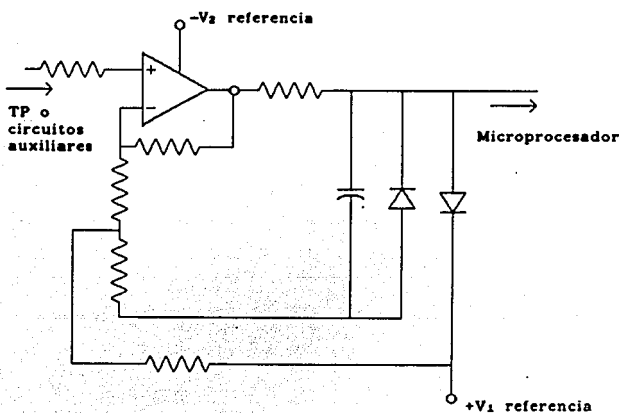 -V₂ referencia
+
-
TP o
circuitos
auxiliares
Microprocesador
+V₁ referencia